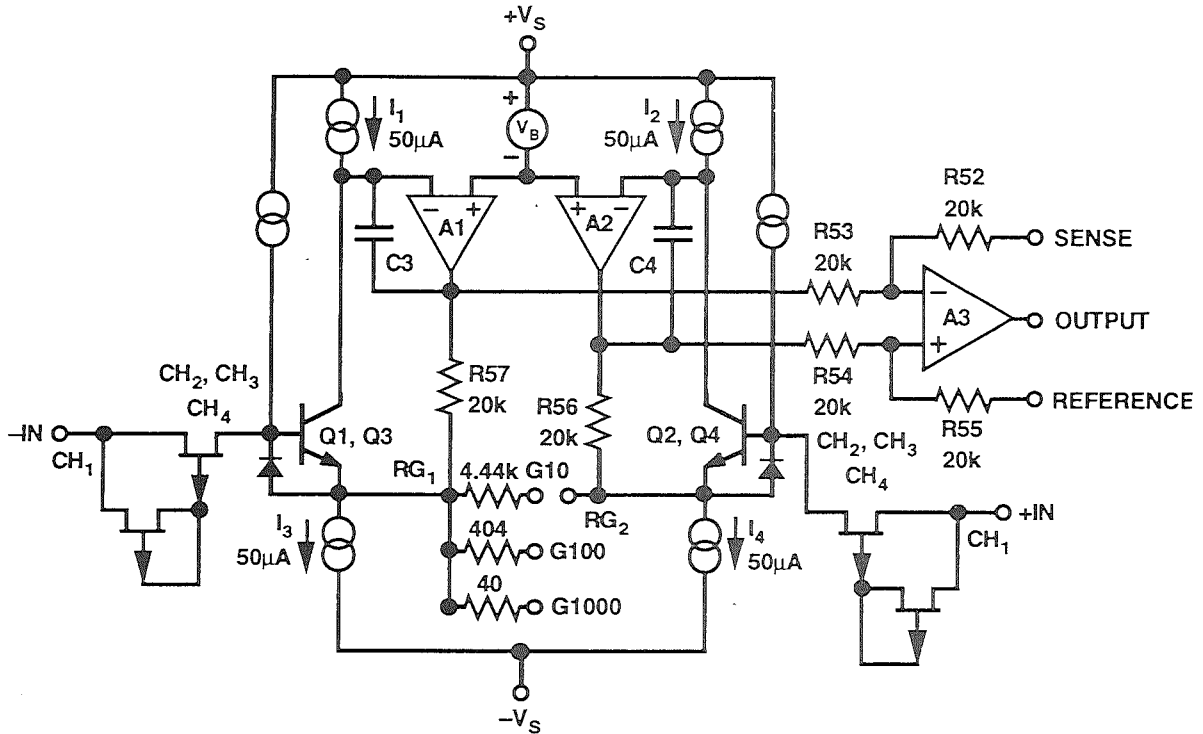 +VS
I1
50µA
+
VB
−
I2
50µA
− +
A1
+ −
A2
C3
C4
R52
20k
SENSE
R53
20k
−
A3
+
OUTPUT
R54
20k
REFERENCE
R55
20k
R57
20k
R56
20k
CH2, CH3
CH4
−IN
CH1
Q1, Q3
Q2, Q4
CH2, CH3
CH4
RG1
4.44k G10
RG2
+IN
CH1
I3
50µA
404
G100
I4
50µA
40
G1000
−VS